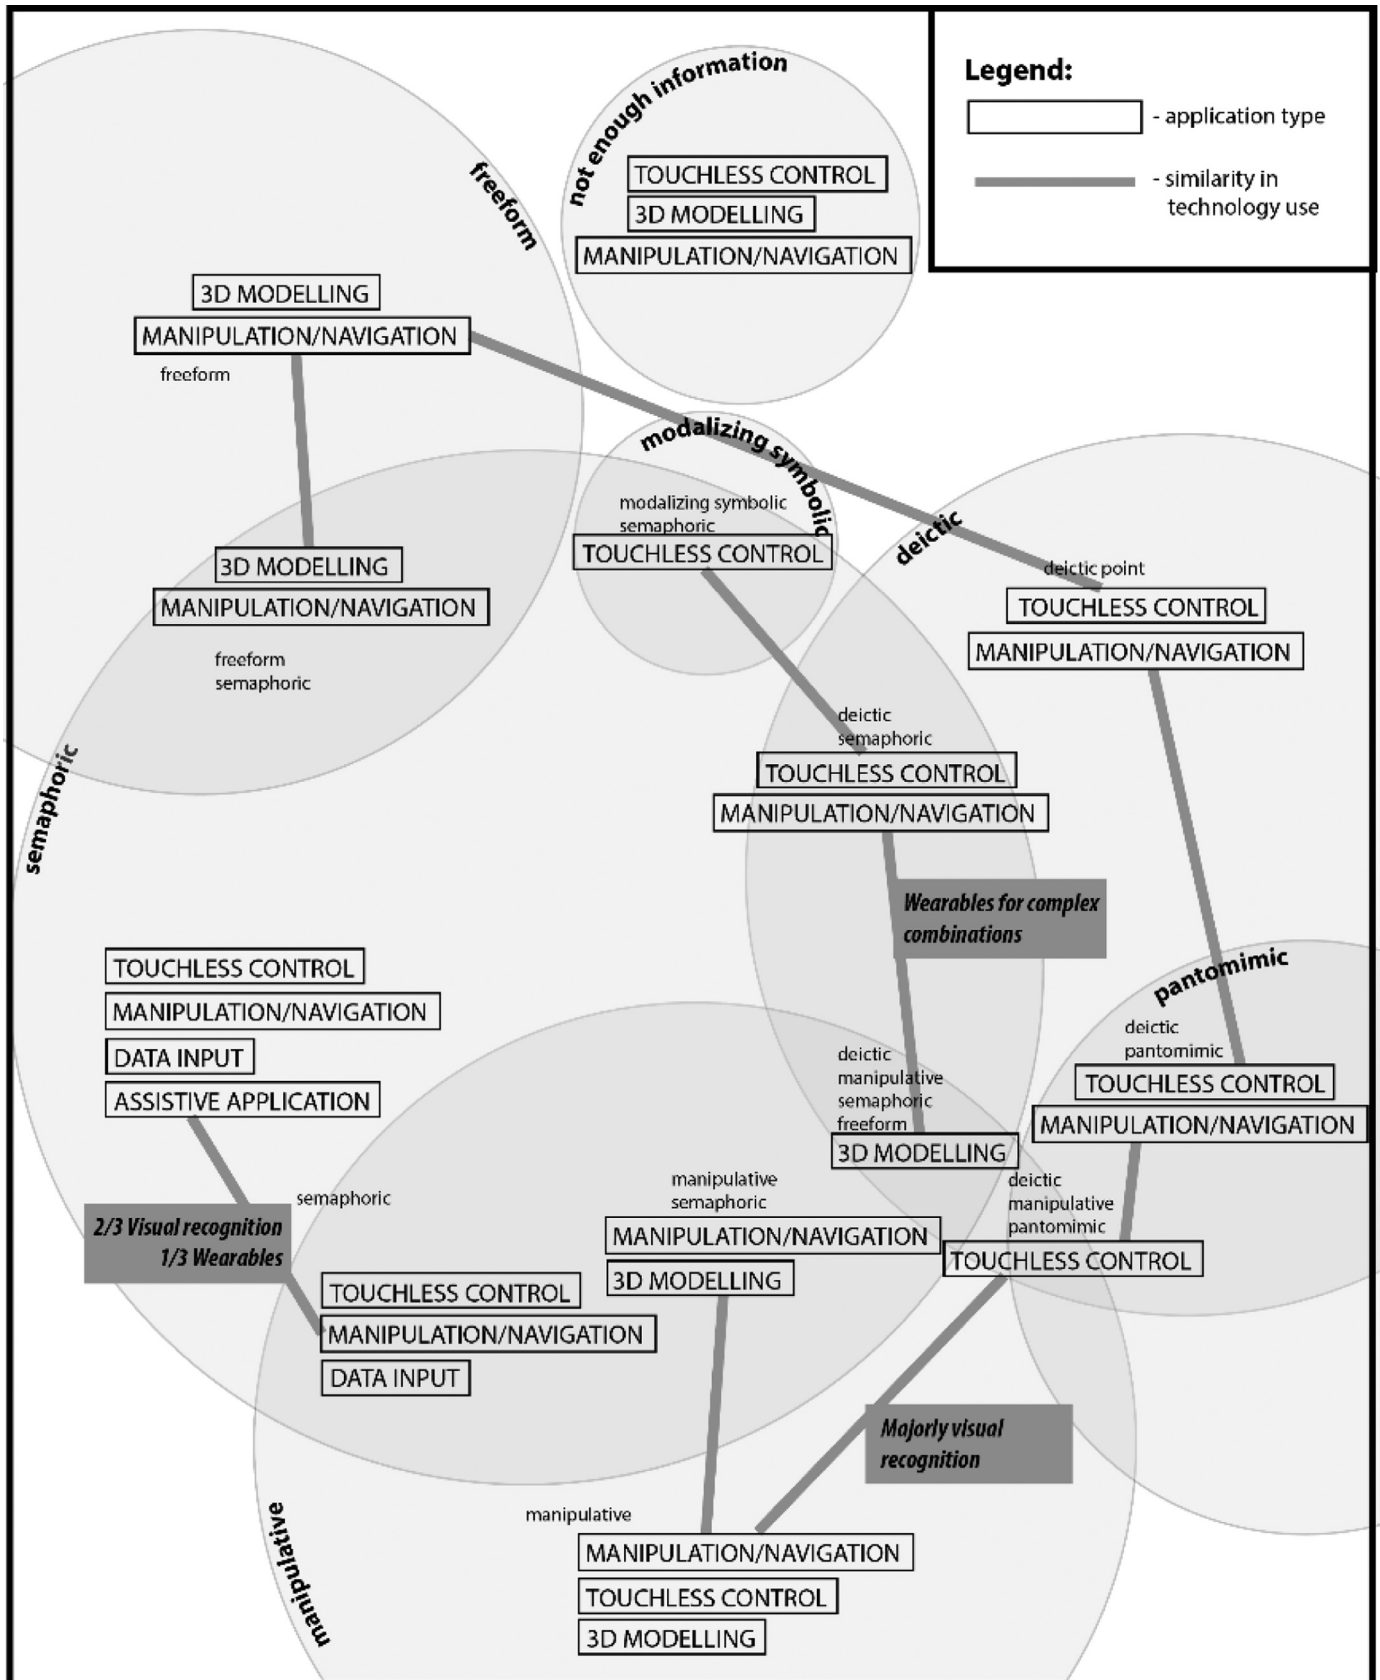 Legend:
- application type
- similarity in
technology use
not enough information
TOUCHLESS CONTROL
3D MODELLING
MANIPULATION/NAVIGATION
freeform
3D MODELLING
MANIPULATION/NAVIGATION
freeform
modalizing symbolic
modalizing symbolic
semaphoric
TOUCHLESS CONTROL
deictic
deictic point
TOUCHLESS CONTROL
MANIPULATION/NAVIGATION
3D MODELLING
MANIPULATION/NAVIGATION
freeform
semaphoric
semaphoric
deictic
semaphoric
TOUCHLESS CONTROL
MANIPULATION/NAVIGATION
Wearables for complex
combinations
pantomimic
deictic
pantomimic
TOUCHLESS CONTROL
MANIPULATION/NAVIGATION
TOUCHLESS CONTROL
MANIPULATION/NAVIGATION
DATA INPUT
ASSISTIVE APPLICATION
deictic
manipulative
semaphoric
freeform
3D MODELLING
deictic
manipulative
pantomimic
TOUCHLESS CONTROL
semaphoric
2/3 Visual recognition
1/3 Wearables
manipulative
semaphoric
MANIPULATION/NAVIGATION
3D MODELLING
TOUCHLESS CONTROL
MANIPULATION/NAVIGATION
DATA INPUT
Majorly visual
recognition
manipulative
manipulative
MANIPULATION/NAVIGATION
TOUCHLESS CONTROL
3D MODELLING